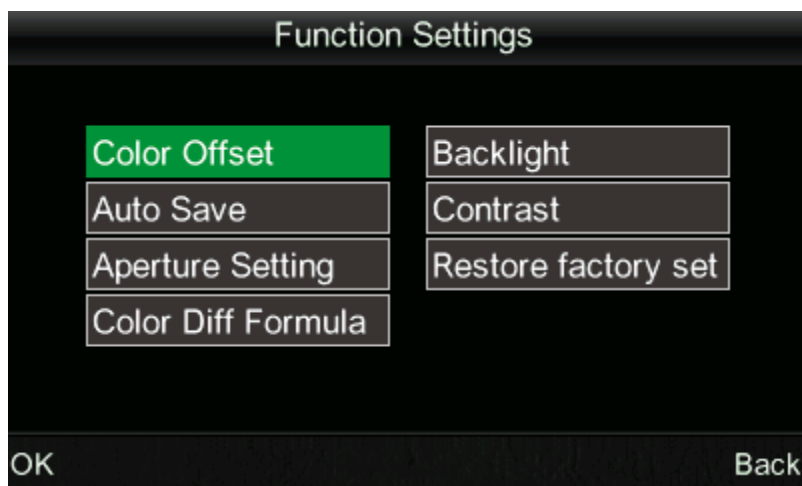 Function Settings
Color Offset
Auto Save
Aperture Setting
Color Diff Formula
Backlight
Contrast
Restore factory set
OK
Back